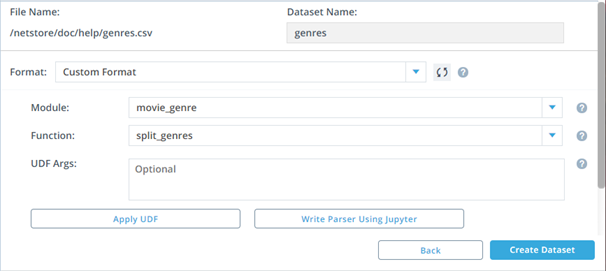 File Name:
Dataset Name:
/netstore/doc/help/genres.csv
genres
Format:
Custom Format
?
Module:
movie_genre
?
Function:
split_genres
?
UDF Args:
Optional
?
Apply UDF
Write Parser Using Jupyter
Back
Create Dataset